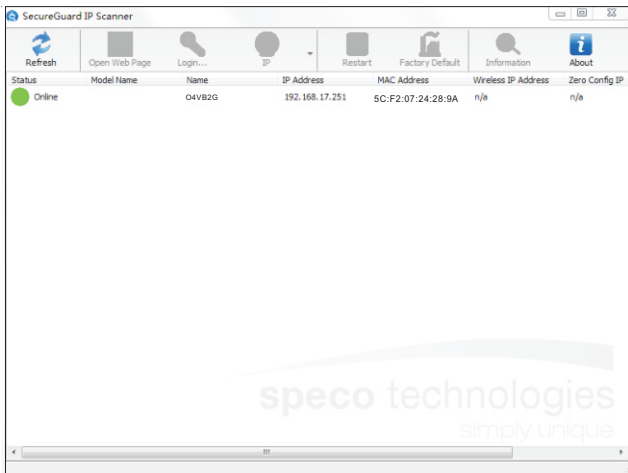 SecureGuard IP Scanner
Refresh Open Web Page Login... IP Restart Factory Default Information About
Status Model Name Name IP Address MAC Address Wireless IP Address Zero Config IP
Online O4VB2G 192.168.17.251 5C:F2:07:24:28:9A n/a n/a
speco technologies
simply unique